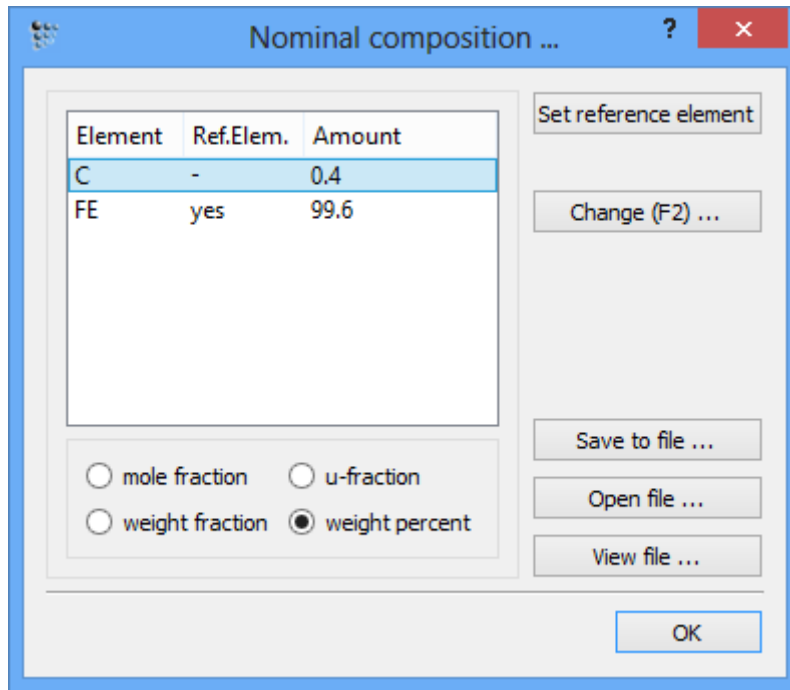 Nominal composition ...
?
×
Element Ref.Elem. Amount
C - 0.4
FE yes 99.6
mole fraction u-fraction
weight fraction weight percent
Set reference element
Change (F2) ...
Save to file ...
Open file ...
View file ...
OK